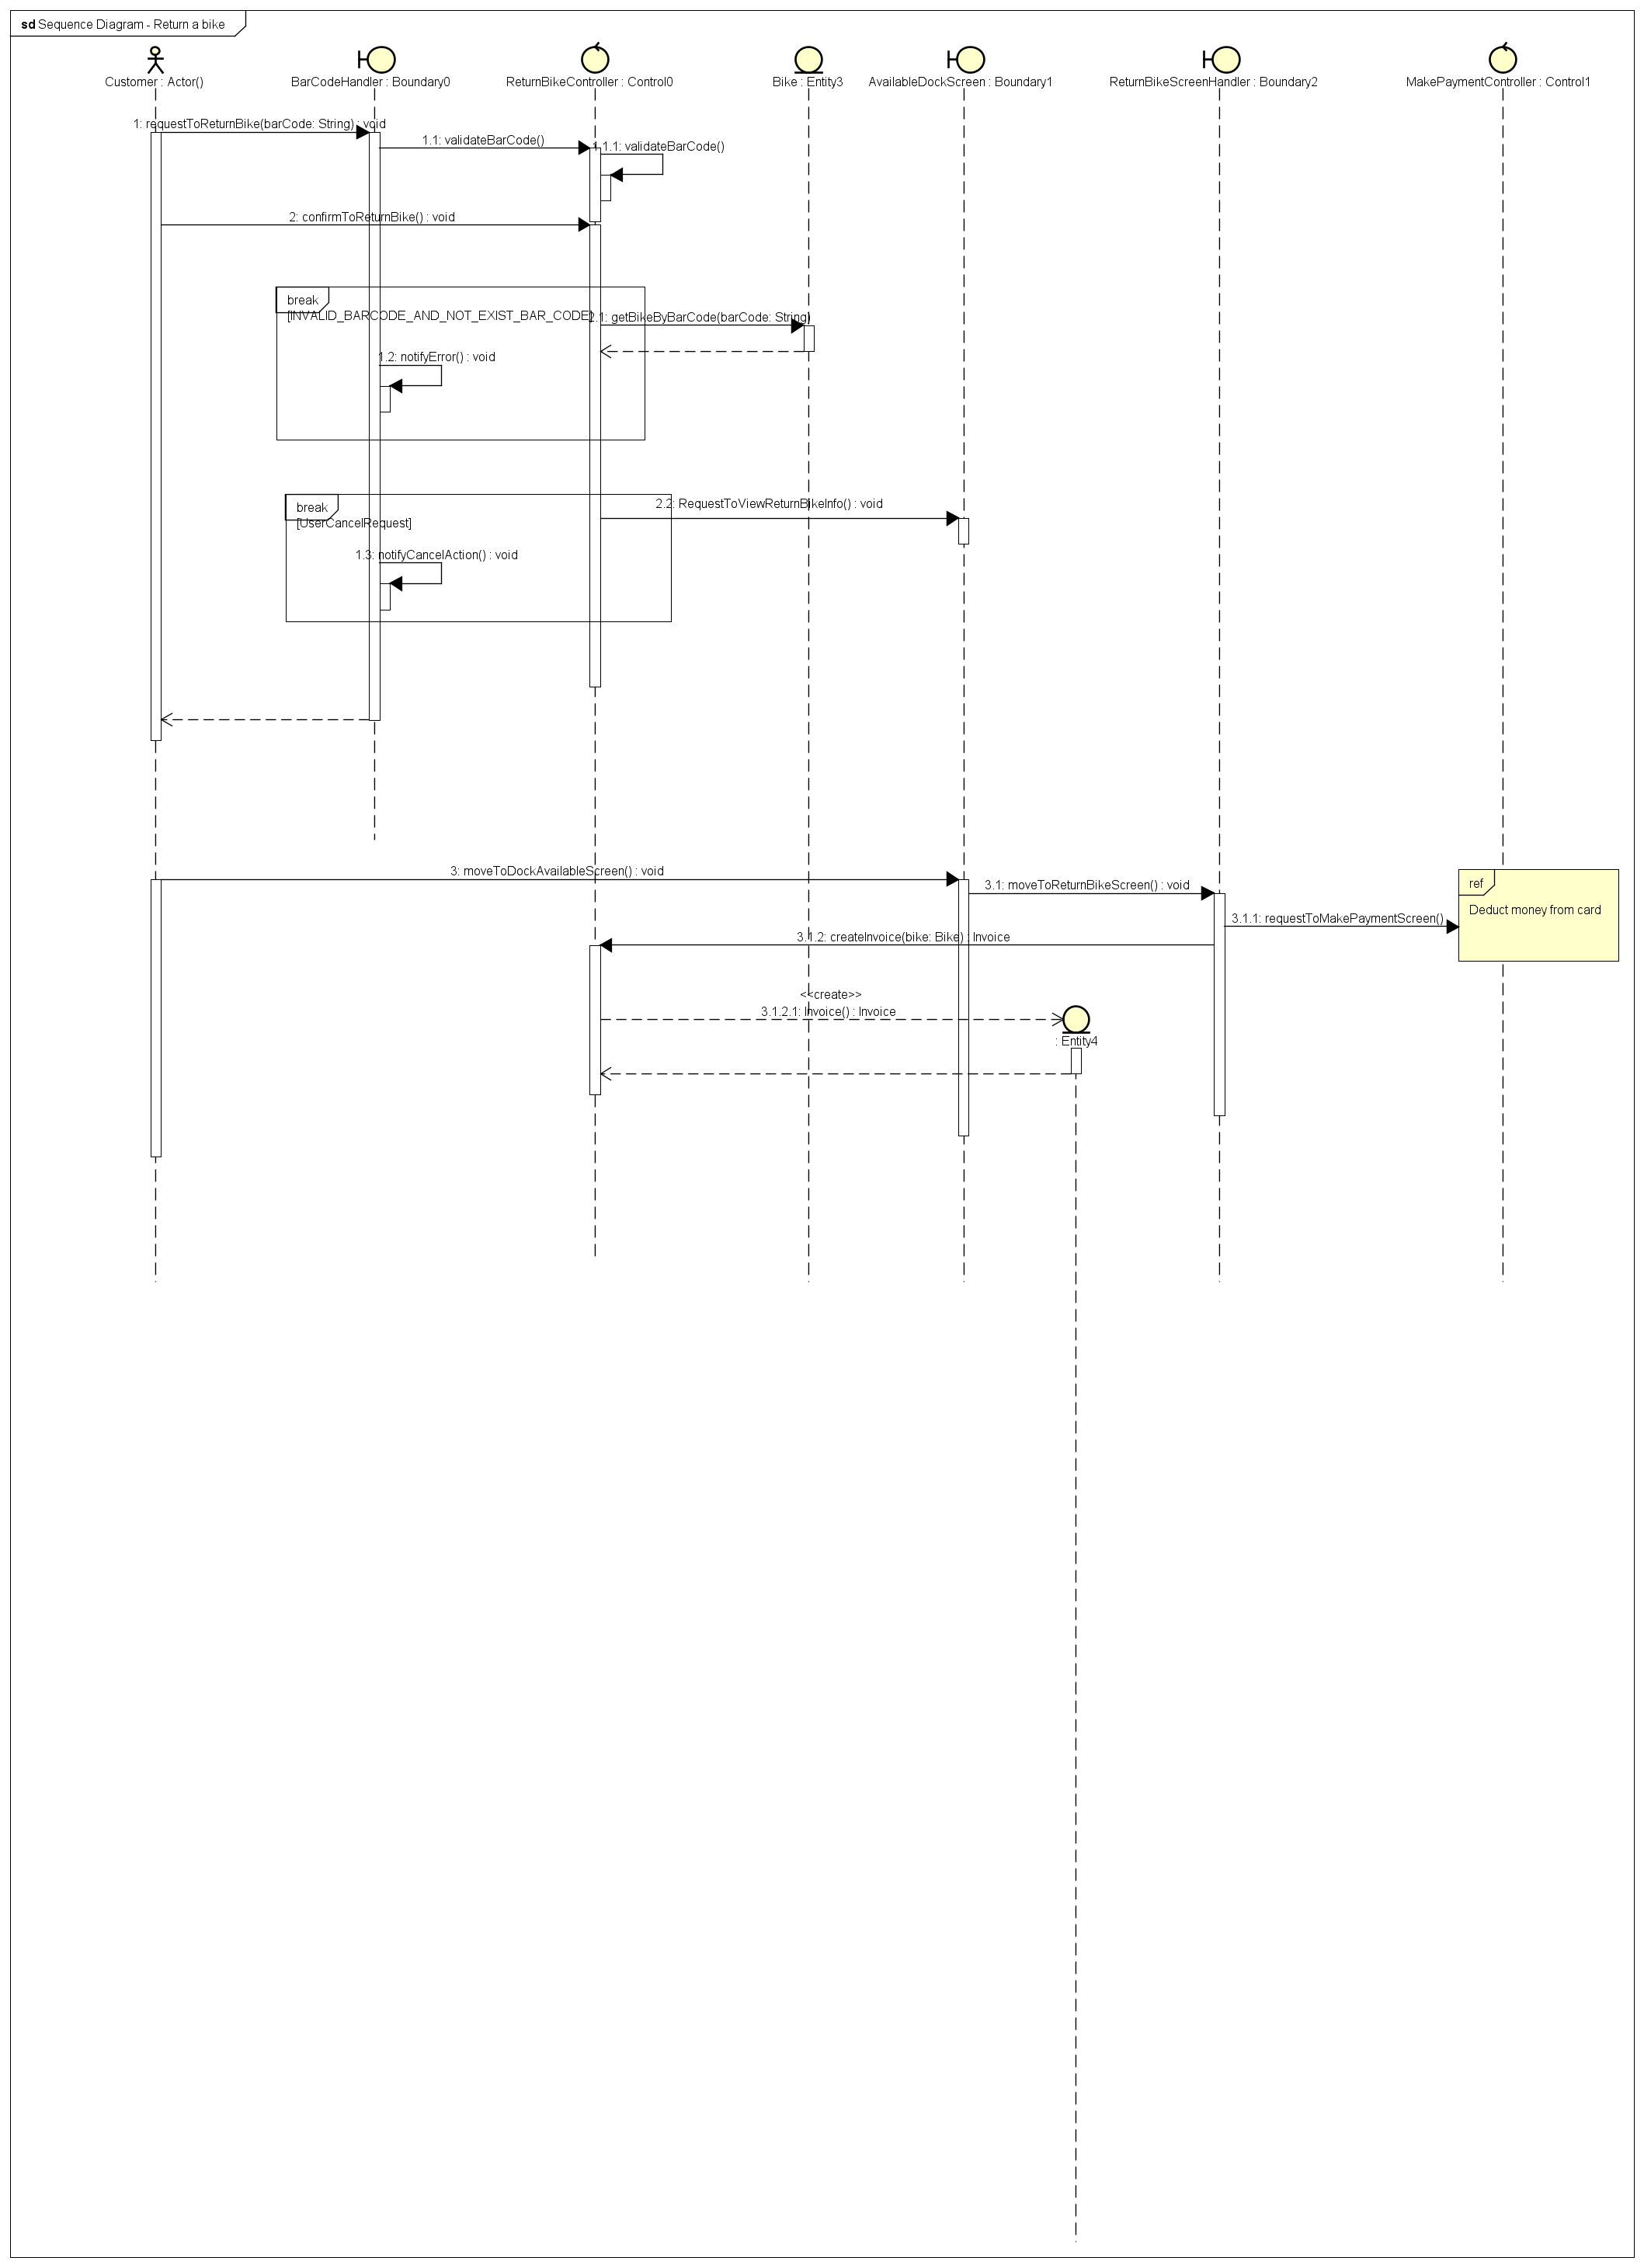 sd Sequence Diagram - Return a bike
Customer : Actor()
BarCodeHandler : Boundary0
ReturnBikeController : Control0
Bike : Entity3
AvailableDockScreen : Boundary1
ReturnBikeScreenHandler : Boundary2
MakePaymentController : Control1
1: requestToReturnBike(barCode: String) : void
1.1: validateBarCode()
1.1.1: validateBarCode()
2: confirmToReturnBike() : void
break
[INVALID_BARCODE_AND_NOT_EXIST_BAR_CODE]
2.1: getBikeByBarCode(barCode: String)
1.2: notifyError() : void
break
[UserCancelRequest]
2.2: RequestToViewReturnBikeInfo() : void
1.3: notifyCancelAction() : void
3: moveToDockAvailableScreen() : void
3.1: moveToReturnBikeScreen() : void
ref
Deduct money from card
3.1.1: requestToMakePaymentScreen()
3.1.2: createInvoice(bike: Bike) : Invoice
<<create>>
3.1.2.1: Invoice() : Invoice
: Entity4